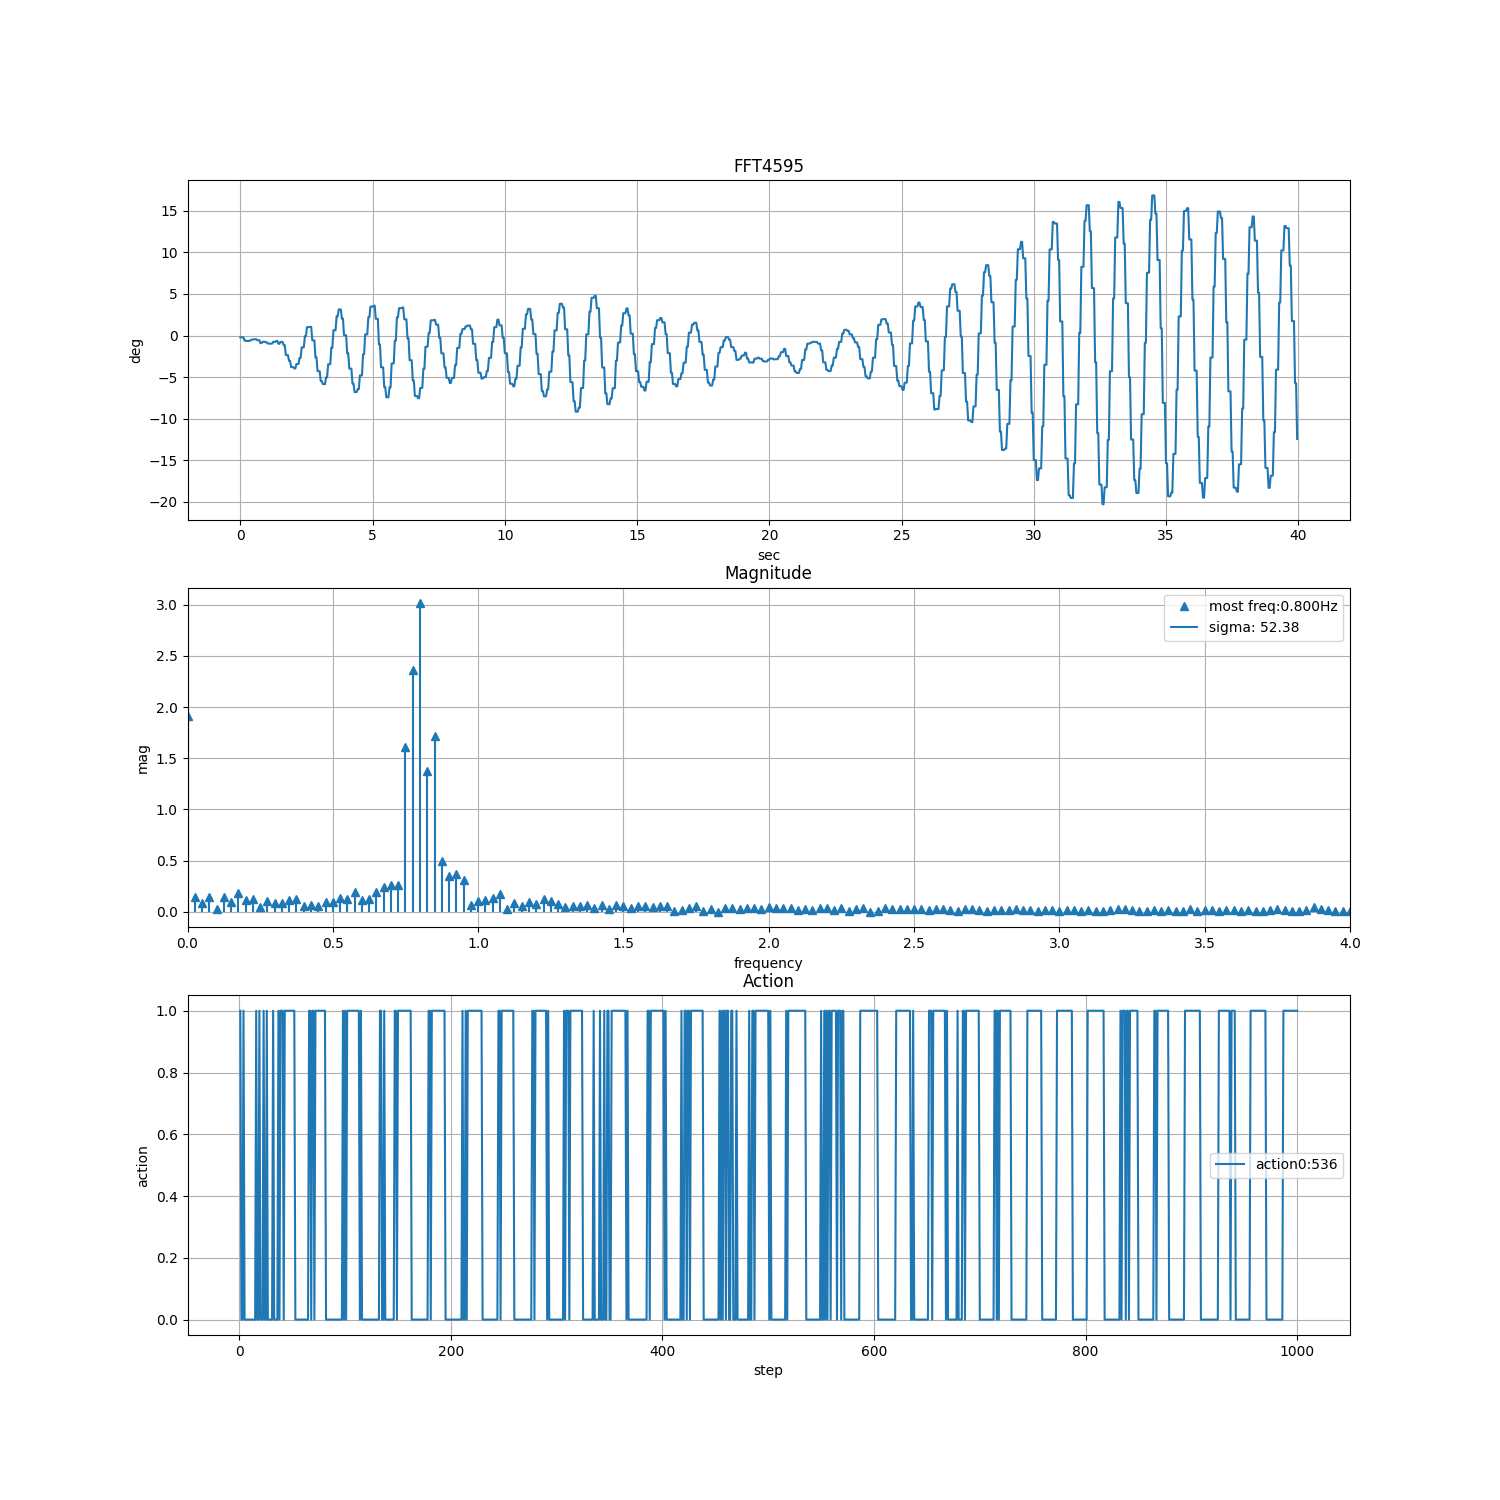 FFT4595
15
10
5
0
−5
−10
−15
−20
deg
0 5 10 15 20 25 30 35 40
sec
Magnitude
3.0
2.5
2.0
1.5
1.0
0.5
0.0
mag
most freq:0.800Hz
sigma: 52.38
0.0 0.5 1.0 1.5 2.0 2.5 3.0 3.5 4.0
frequency
Action
1.0
0.8
0.6
0.4
0.2
0.0
action
action0:536
0 200 400 600 800 1000
step